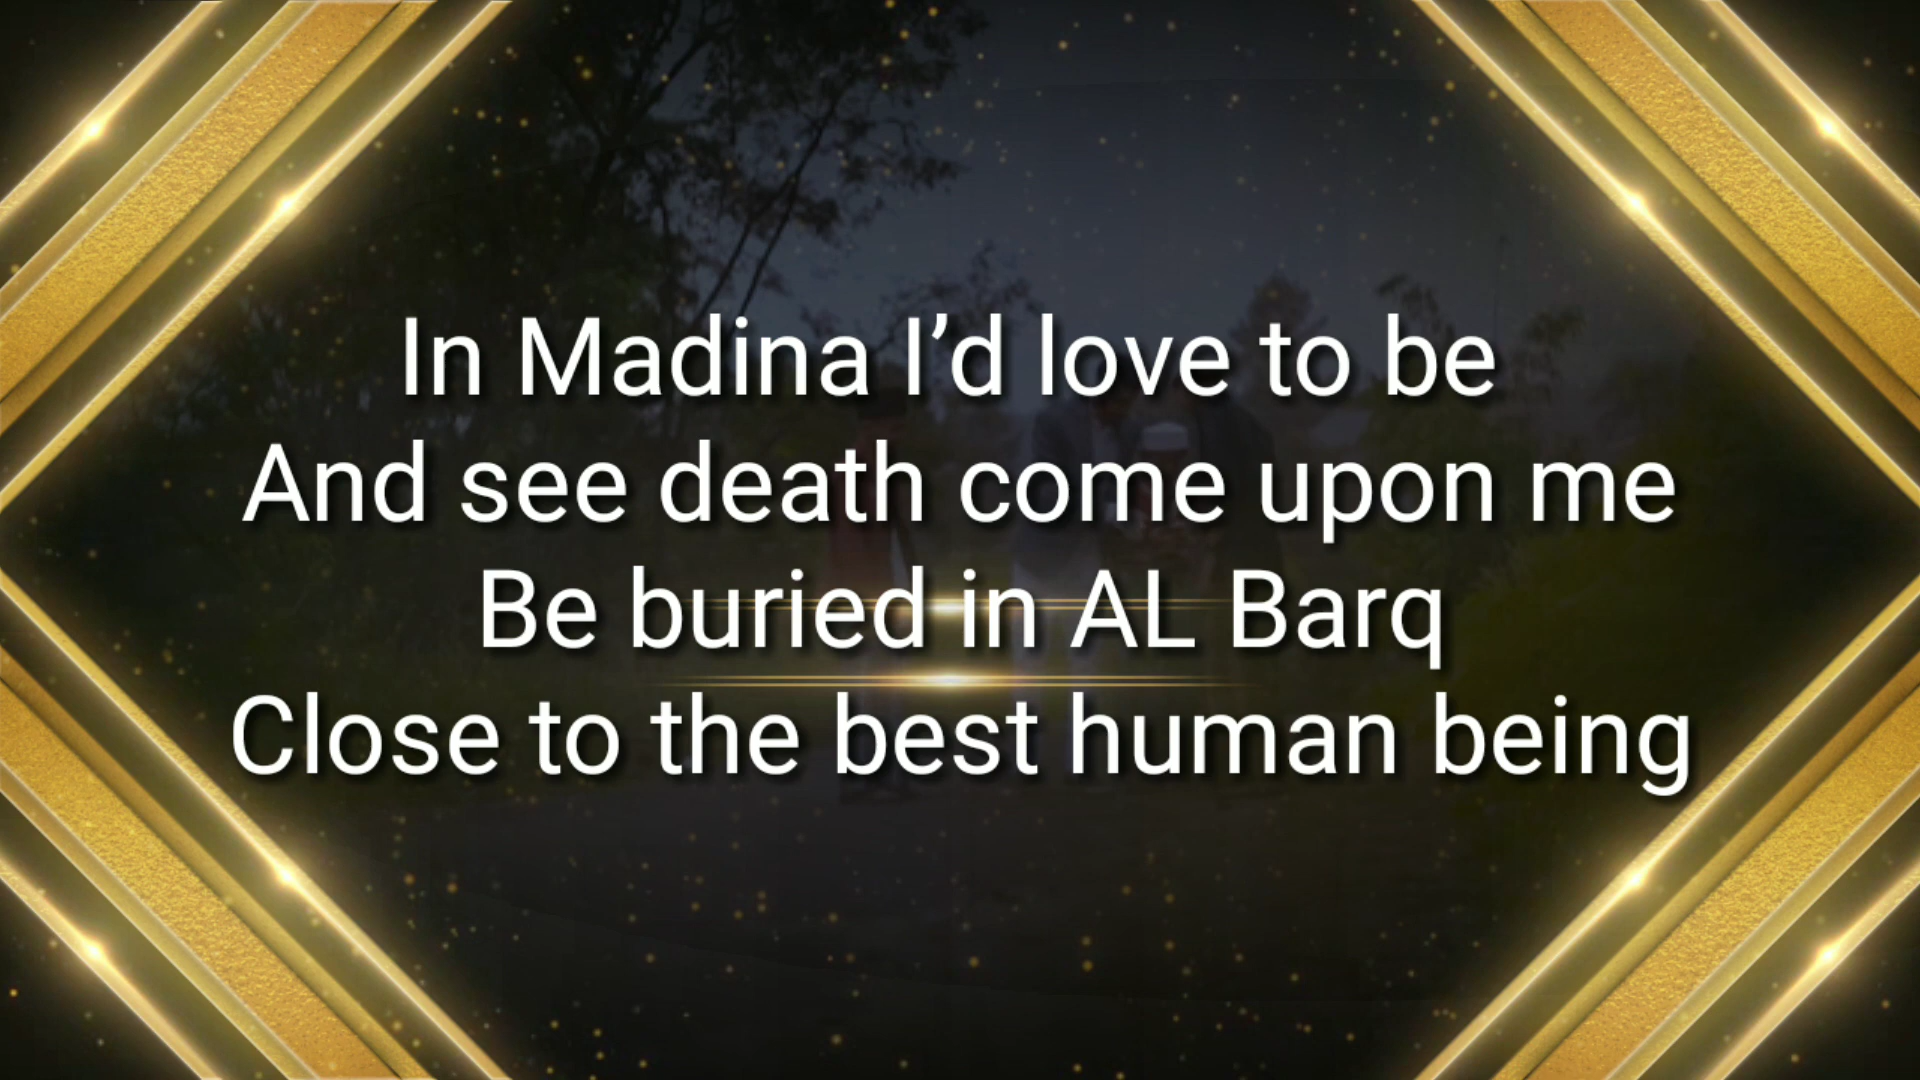 In Madina I’d love to be
And see death come upon me
Be buried in AL Barq
Close to the best human being